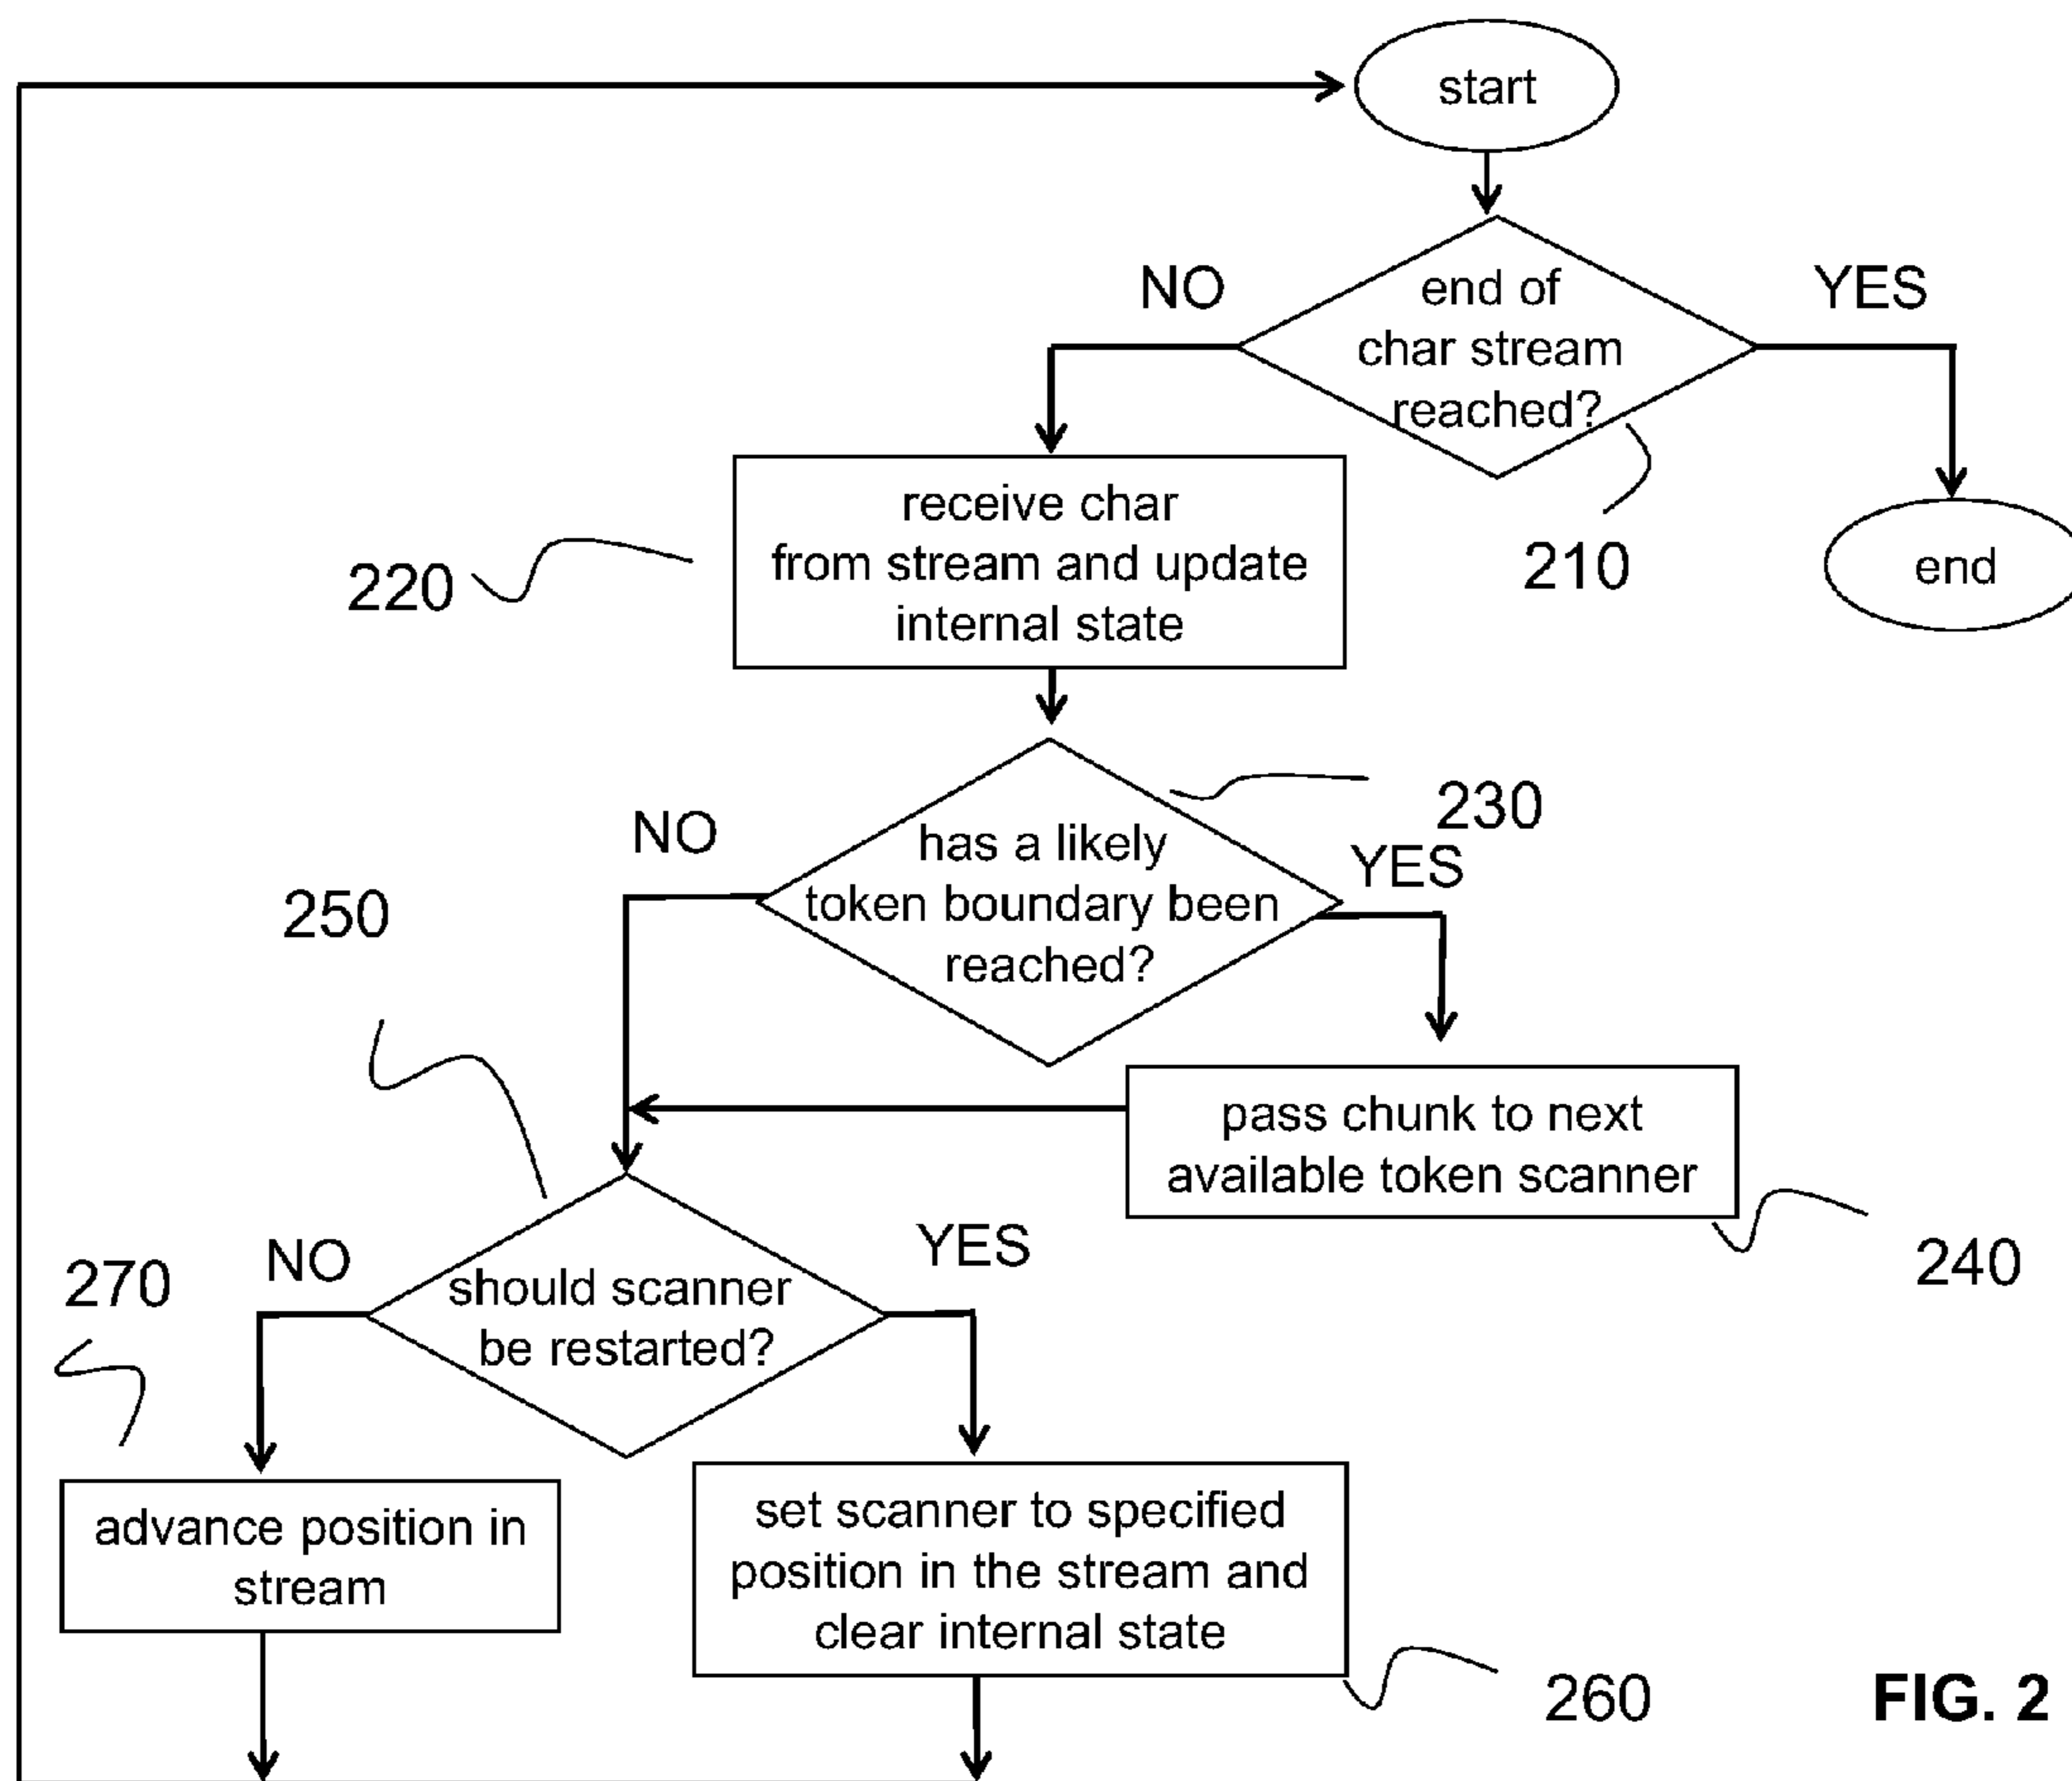 start
NO
end of
char stream
reached?
YES
210
end
220
receive char
from stream and update
internal state
230
NO
has a likely
token boundary been
reached?
YES
250
pass chunk to next
available token scanner
240
270
NO
should scanner
be restarted?
YES
advance position in
stream
set scanner to specified
position in the stream and
clear internal state
260
FIG. 2